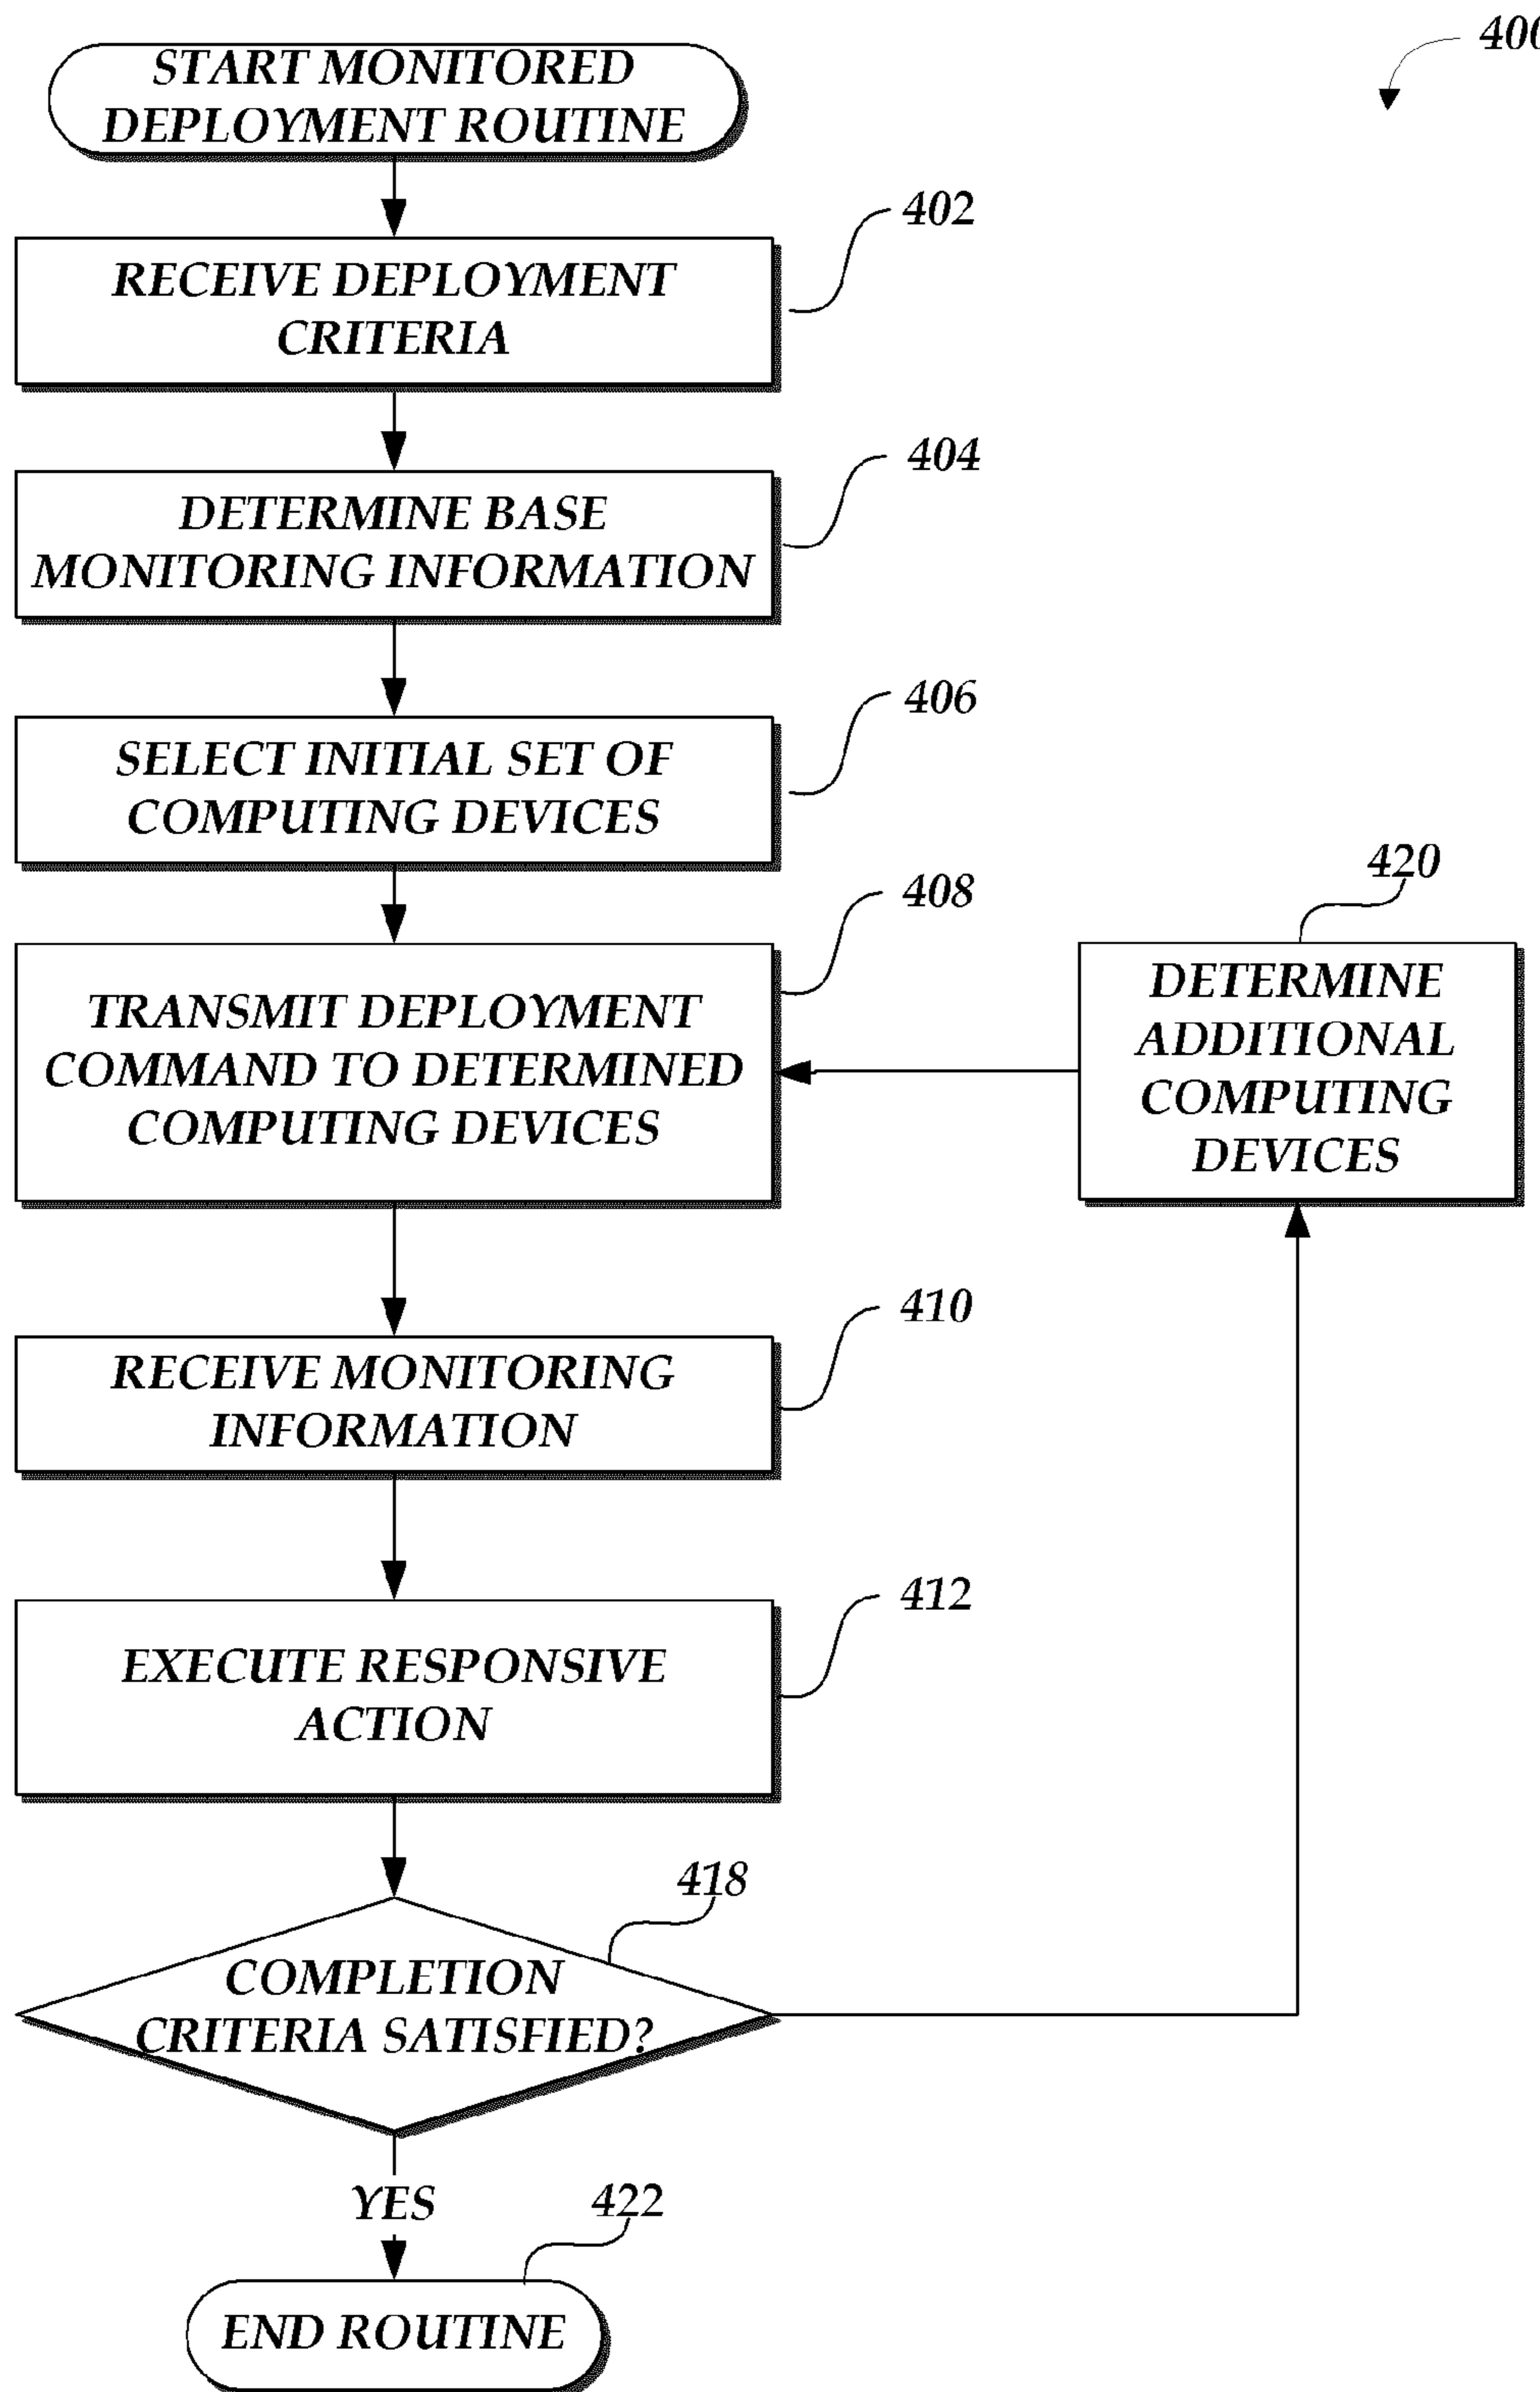 400
START MONITORED
DEPLOYMENT ROUTINE
402
RECEIVE DEPLOYMENT
CRITERIA
404
DETERMINE BASE
MONITORING INFORMATION
406
SELECT INITIAL SET OF
COMPUTING DEVICES
408
TRANSMIT DEPLOYMENT
COMMAND TO DETERMINED
COMPUTING DEVICES
420
DETERMINE
ADDITIONAL
COMPUTING
DEVICES
410
RECEIVE MONITORING
INFORMATION
412
EXECUTE RESPONSIVE
ACTION
418
COMPLETION
CRITERIA SATISFIED?
YES
422
END ROUTINE